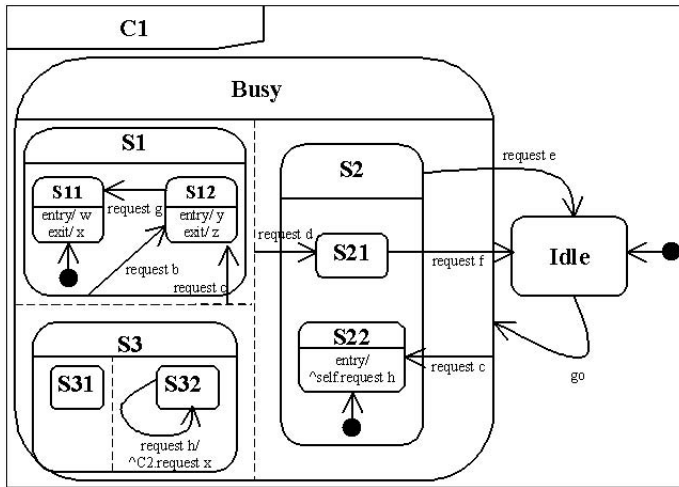 C1
Busy
S1
S11
entry/ w
exit/ x
S12
entry/ y
exit/ z
request g
request b
request c
S2
request e
request d
S21
request f
Idle
S3
S31
S32
request h/
^C2.request x
S22
entry/
^self.request h
request c
go